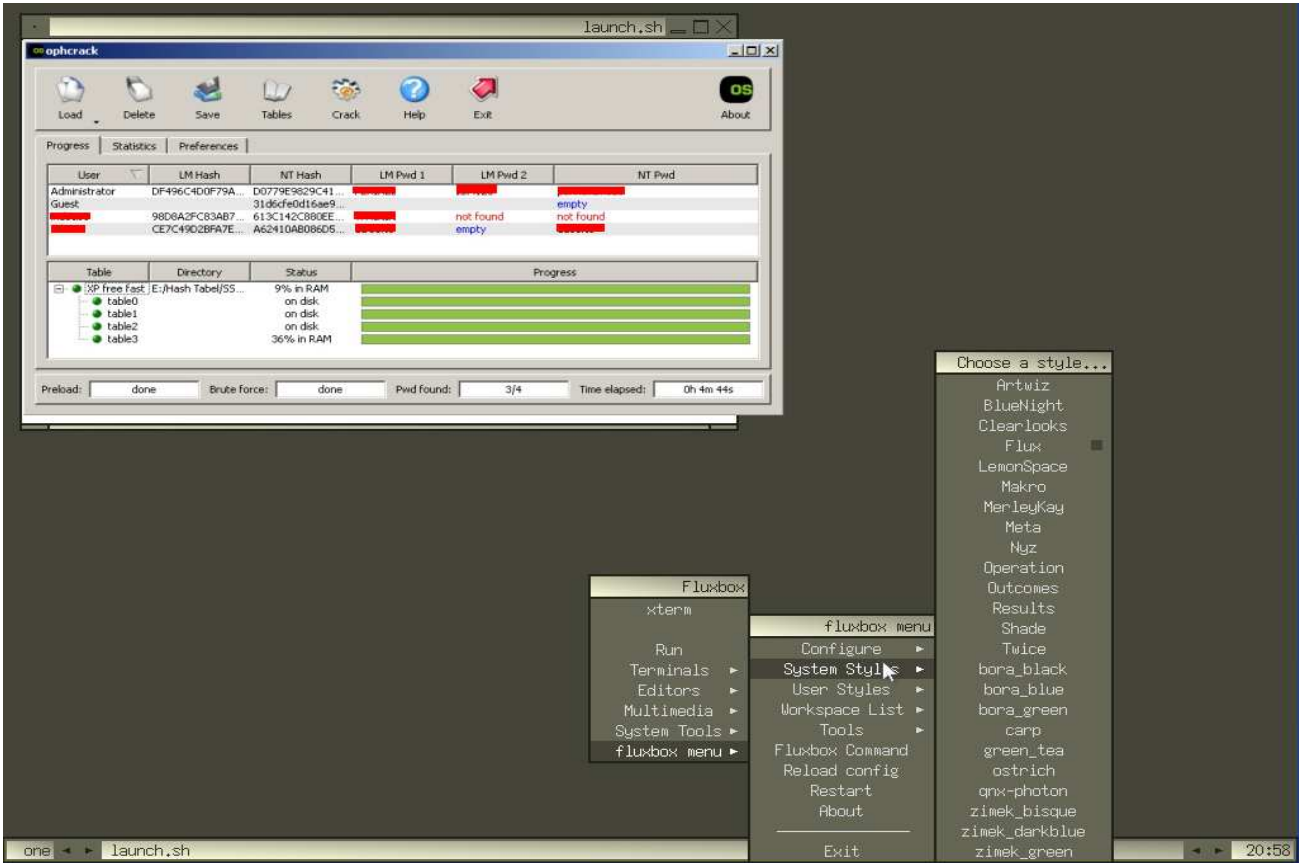 launch.sh
ophcrack
Load Delete Save Tables Crack Help Exit OS About
Progress Statistics Preferences
User LM Hash NT Hash LM Pwd 1 LM Pwd 2 NT Pwd
Administrator DF496C4D0F79A... D0779E9829C41...
Guest 31d6cfe0d16ae9... empty
98D8A2FC83AB7... 613C142C880EE... not found not found
CE7C49D2BFA7E... A62410AB086D5... empty
Table Directory Status Progress
XP free fast E:/Hash Tabel/SS... 9% in RAM
table0 on disk
table1 on disk
table2 on disk
table3 36% in RAM
Preload: done Brute force: done Pwd found: 3/4 Time elapsed: 0h 4m 44s
Fluxbox
xterm
Run
Terminals
Editors
Multimedia
System Tools
fluxbox menu
fluxbox menu
Configure
System Styles
User Styles
Workspace List
Tools
Fluxbox Command
Reload config
Restart
About
Exit
Choose a style...
Artwiz
BlueNight
Clearlooks
Flux
LemonSpace
Makro
MerleyKay
Meta
Nyz
Operation
Outcomes
Results
Shade
Twice
bora_black
bora_blue
bora_green
carp
green_tea
ostrich
qnx-photon
zimek_bisque
zimek_darkblue
zimek_green
one launch.sh 20:58